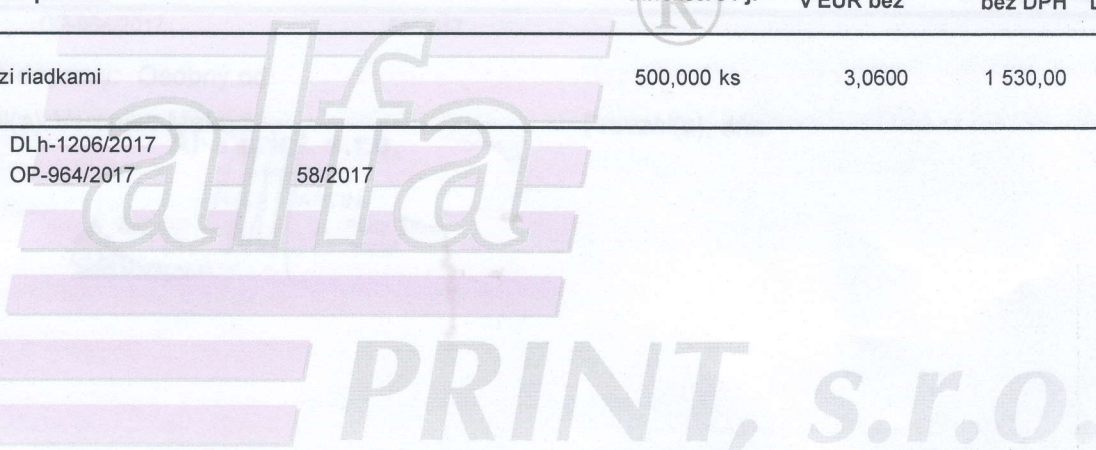 V EUR bez bez DPH
zi riadkami 500,000 ks 3,0600 1 530,00
DLh-1206/2017
OP-964/2017 58/2017
®
alfa
PRINT, s.r.o.